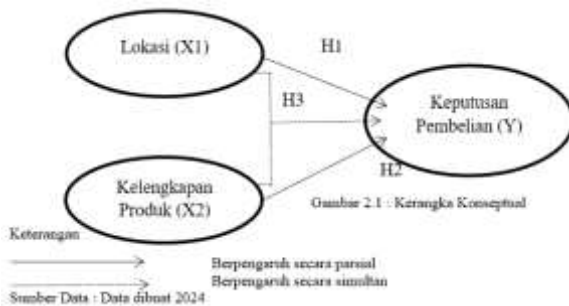 Lokasi (X1)
H1
H3
Keputusan
Pembelian (Y)
H2
Kelengkapan
Produk (X2)
Gambar 2.1 : Kerangka Konseptual
Keterangan
Berpengaruh secara parsial
Berpengaruh secara simultan
Sumber Data : Data dibuat 2024